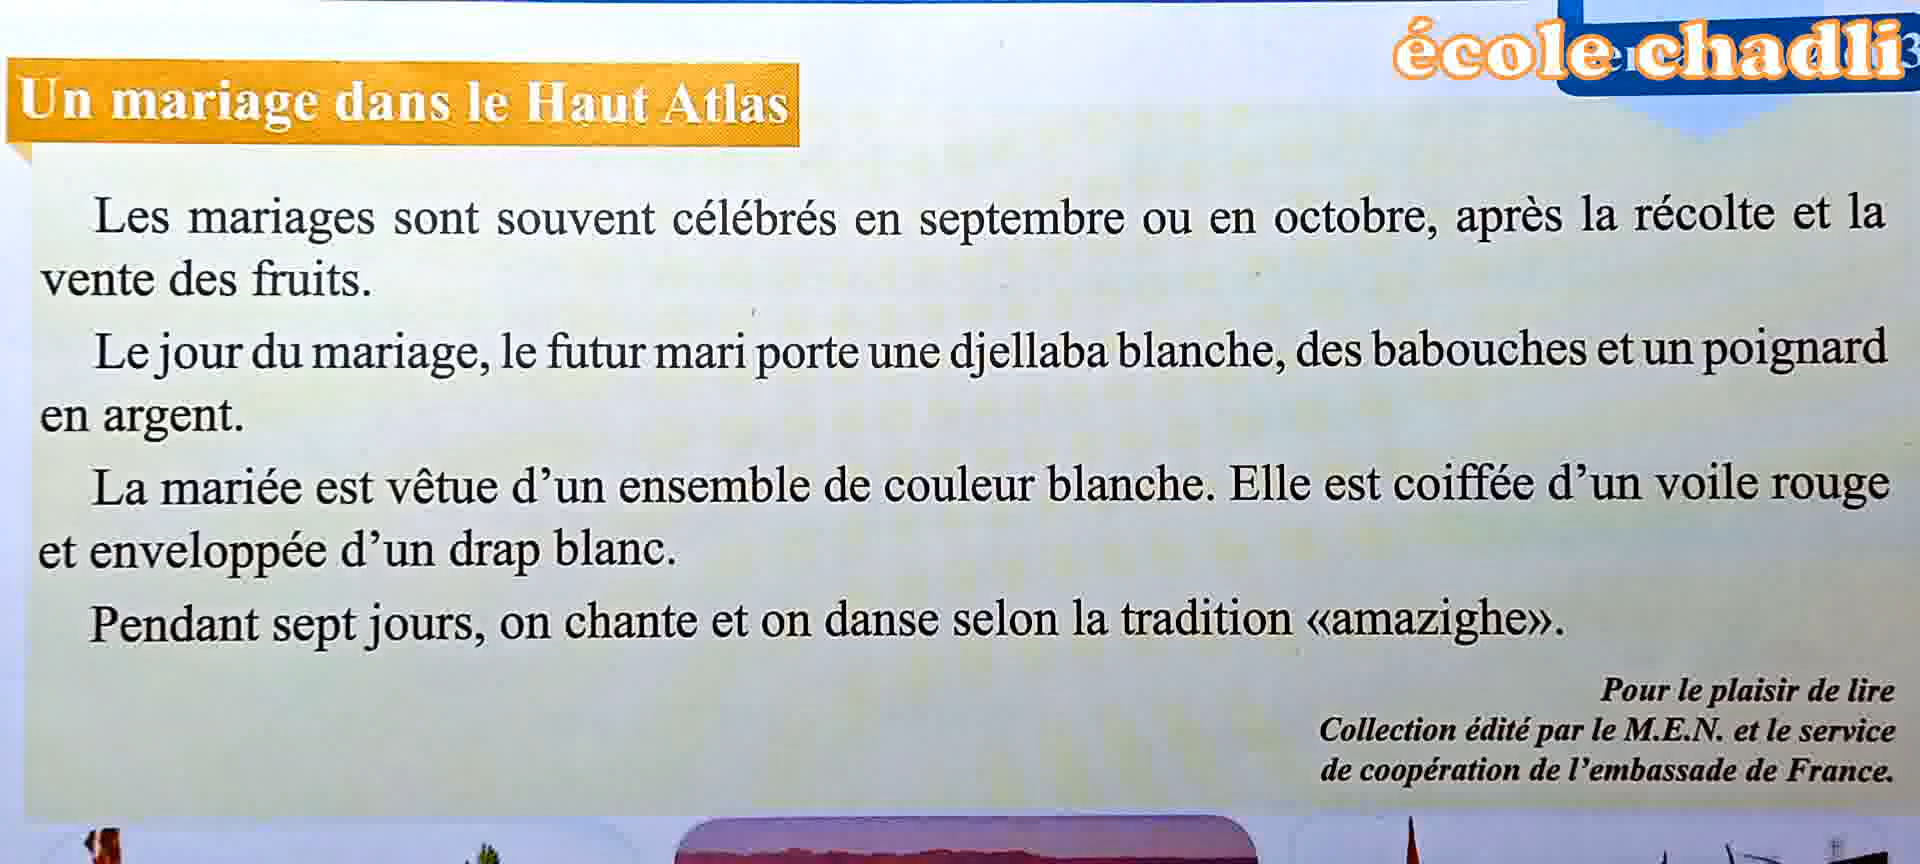 école chadli
Un mariage dans le Haut Atlas
Les mariages sont souvent célébrés en septembre ou en octobre, après la récolte et la
vente des fruits.
Le jour du mariage, le futur mari porte une djellaba blanche, des babouches et un poignard
en argent.
La mariée est vêtue d’un ensemble de couleur blanche. Elle est coiffée d’un voile rouge
et enveloppée d’un drap blanc.
Pendant sept jours, on chante et on danse selon la tradition «amazighe».
Pour le plaisir de lire
Collection édité par le M.E.N. et le service
de coopération de l’embassade de France.